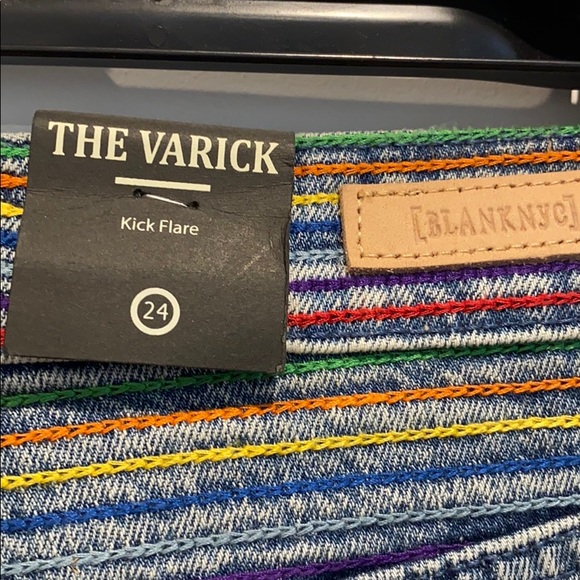 THE VARICK
Kick Flare
24
[BLANKNYC]